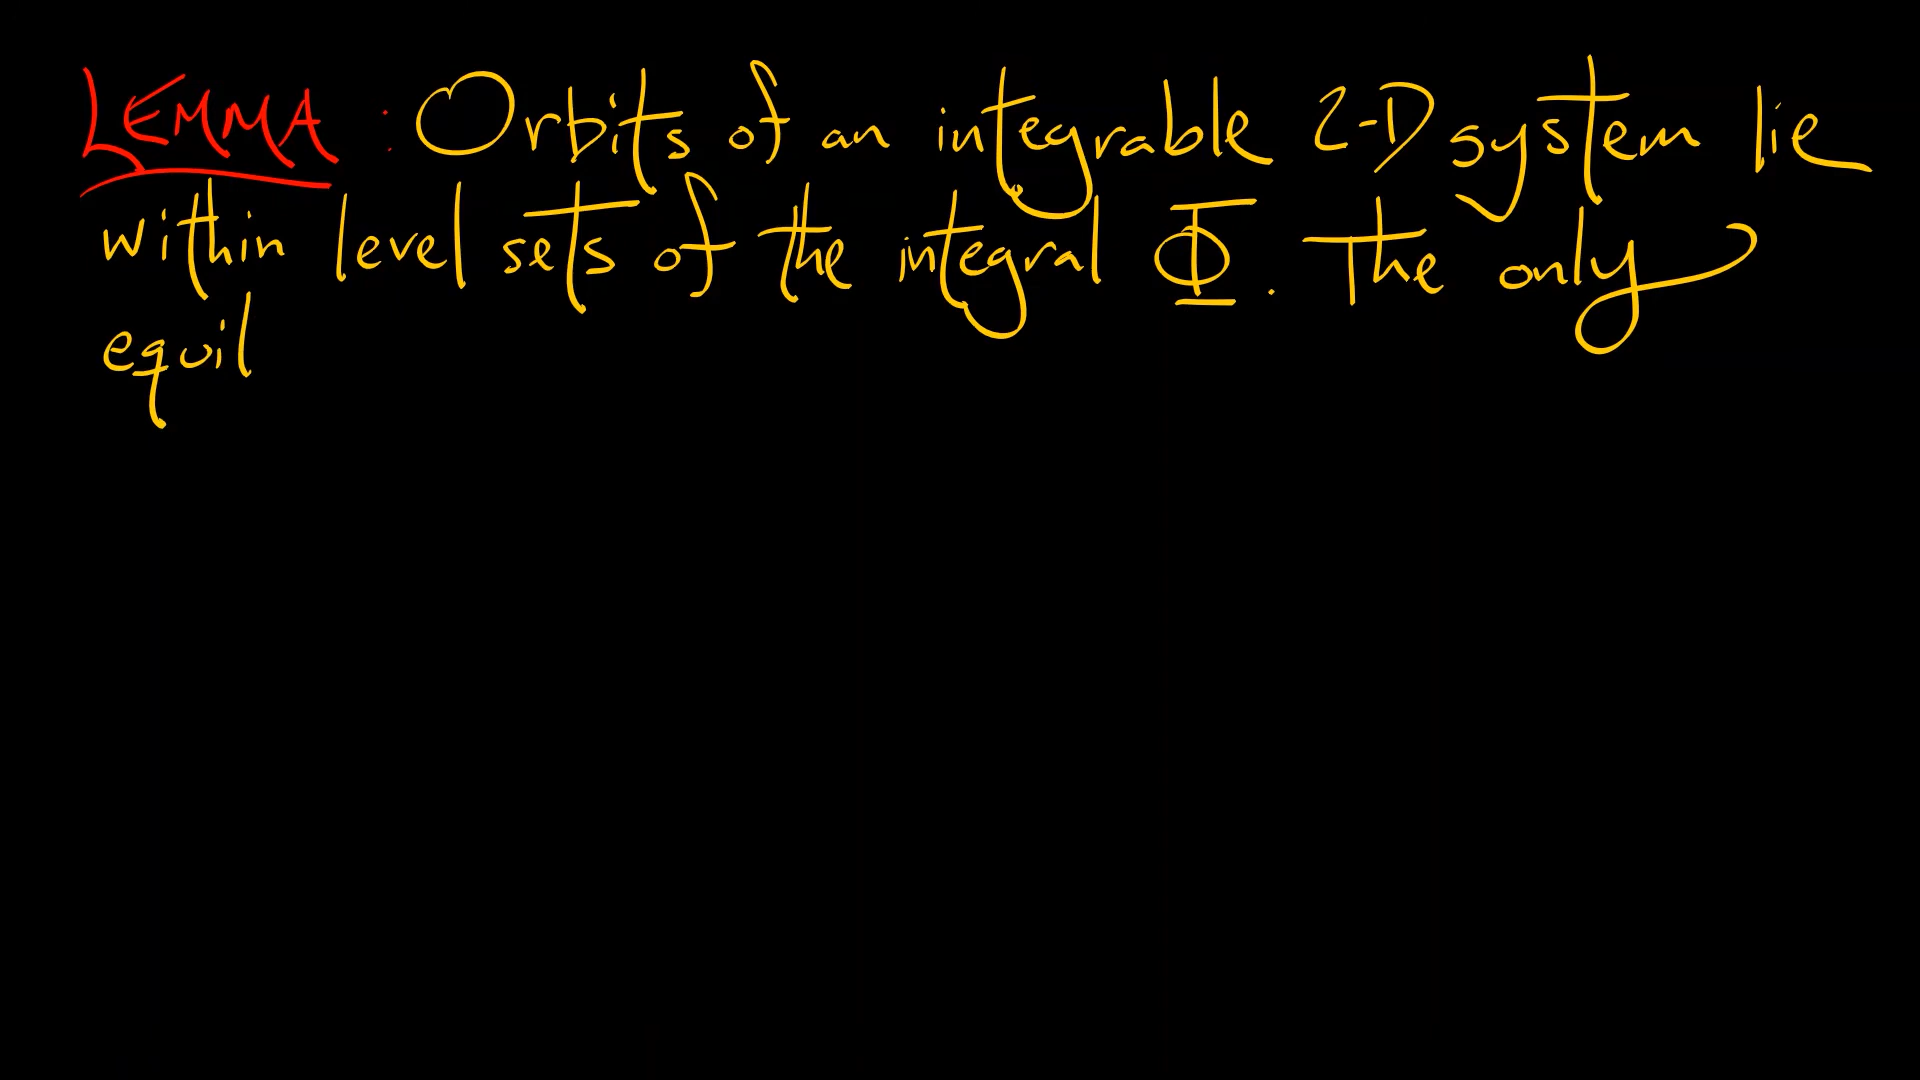 LEMMA : Orbits of an integrable 2-D system lie
within level sets of the integral Φ. The only
equil